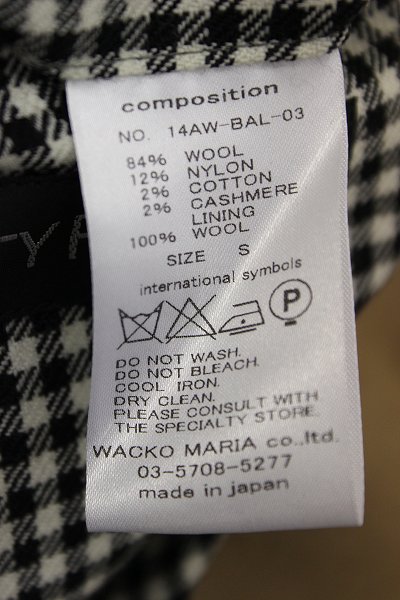 composition
NO. 14AW-BAL-03
84% WOOL
12% NYLON
2% COTTON
2% CASHMERE
LINING
100% WOOL
SIZE S
international symbols
P
DO NOT WASH.
DO NOT BLEACH.
COOL IRON.
DRY CLEAN.
PLEASE CONSULT WITH
THE SPECIALTY STORE.
WACKO MARIA co.,ltd.
03-5708-5277
made in japan